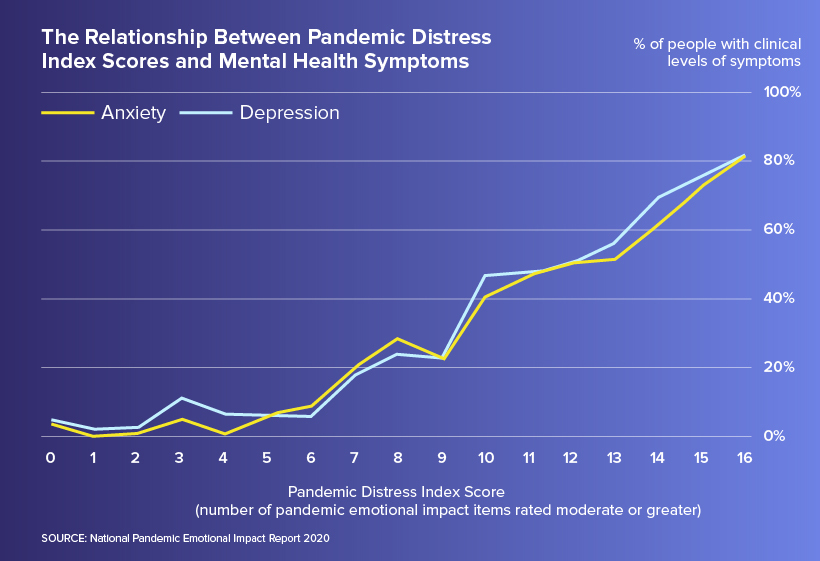 The Relationship Between Pandemic Distress
Index Scores and Mental Health Symptoms
% of people with clinical
levels of symptoms
Anxiety
Depression
100%
80%
60%
40%
20%
0%
0 1 2 3 4 5 6 7 8 9 10 11 12 13 14 15 16
Pandemic Distress Index Score
(number of pandemic emotional impact items rated moderate or greater)
SOURCE: National Pandemic Emotional Impact Report 2020